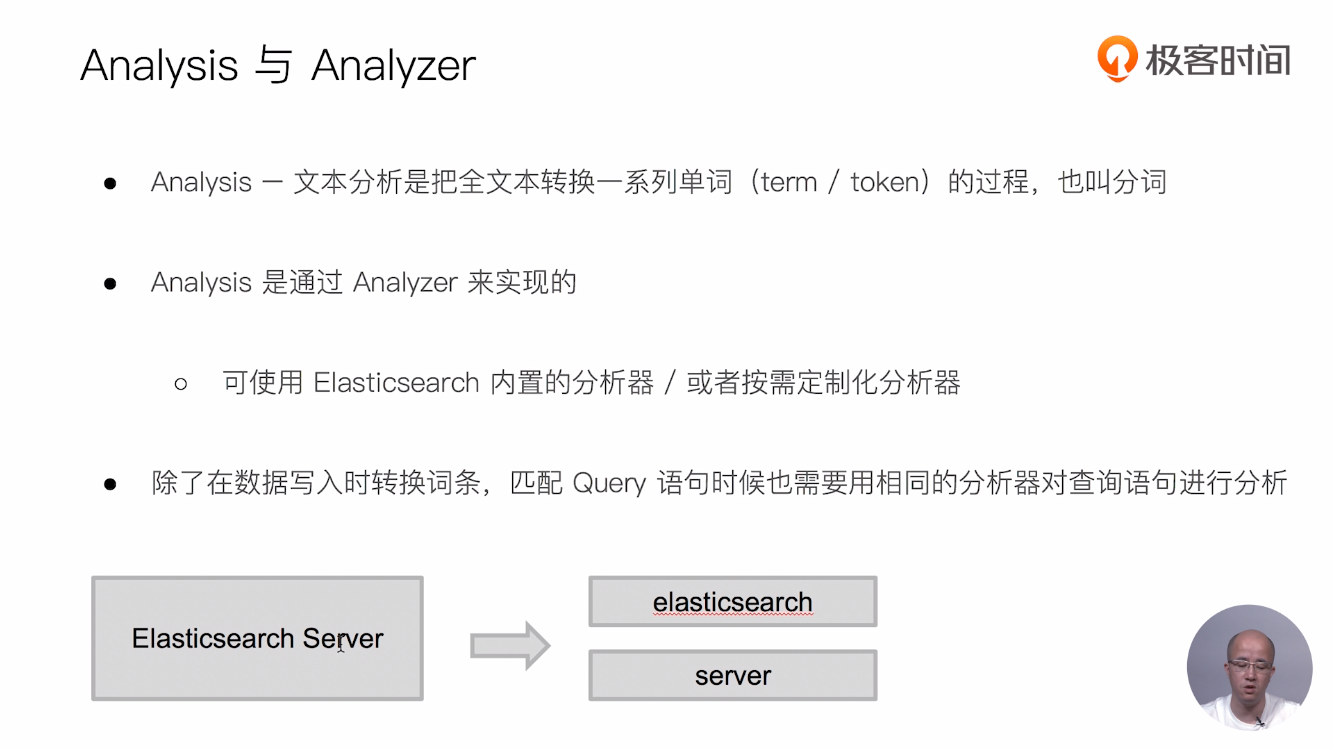 Analysis 与 Analyzer
极客时间
Analysis — 文本分析是把全文本转换一系列单词（term / token）的过程，也叫分词
Analysis 是通过 Analyzer 来实现的
可使用 Elasticsearch 内置的分析器 / 或者按需定制化分析器
除了在数据写入时转换词条，匹配 Query 语句时候也需要用相同的分析器对查询语句进行分析
Elasticsearch Server
elasticsearch
server